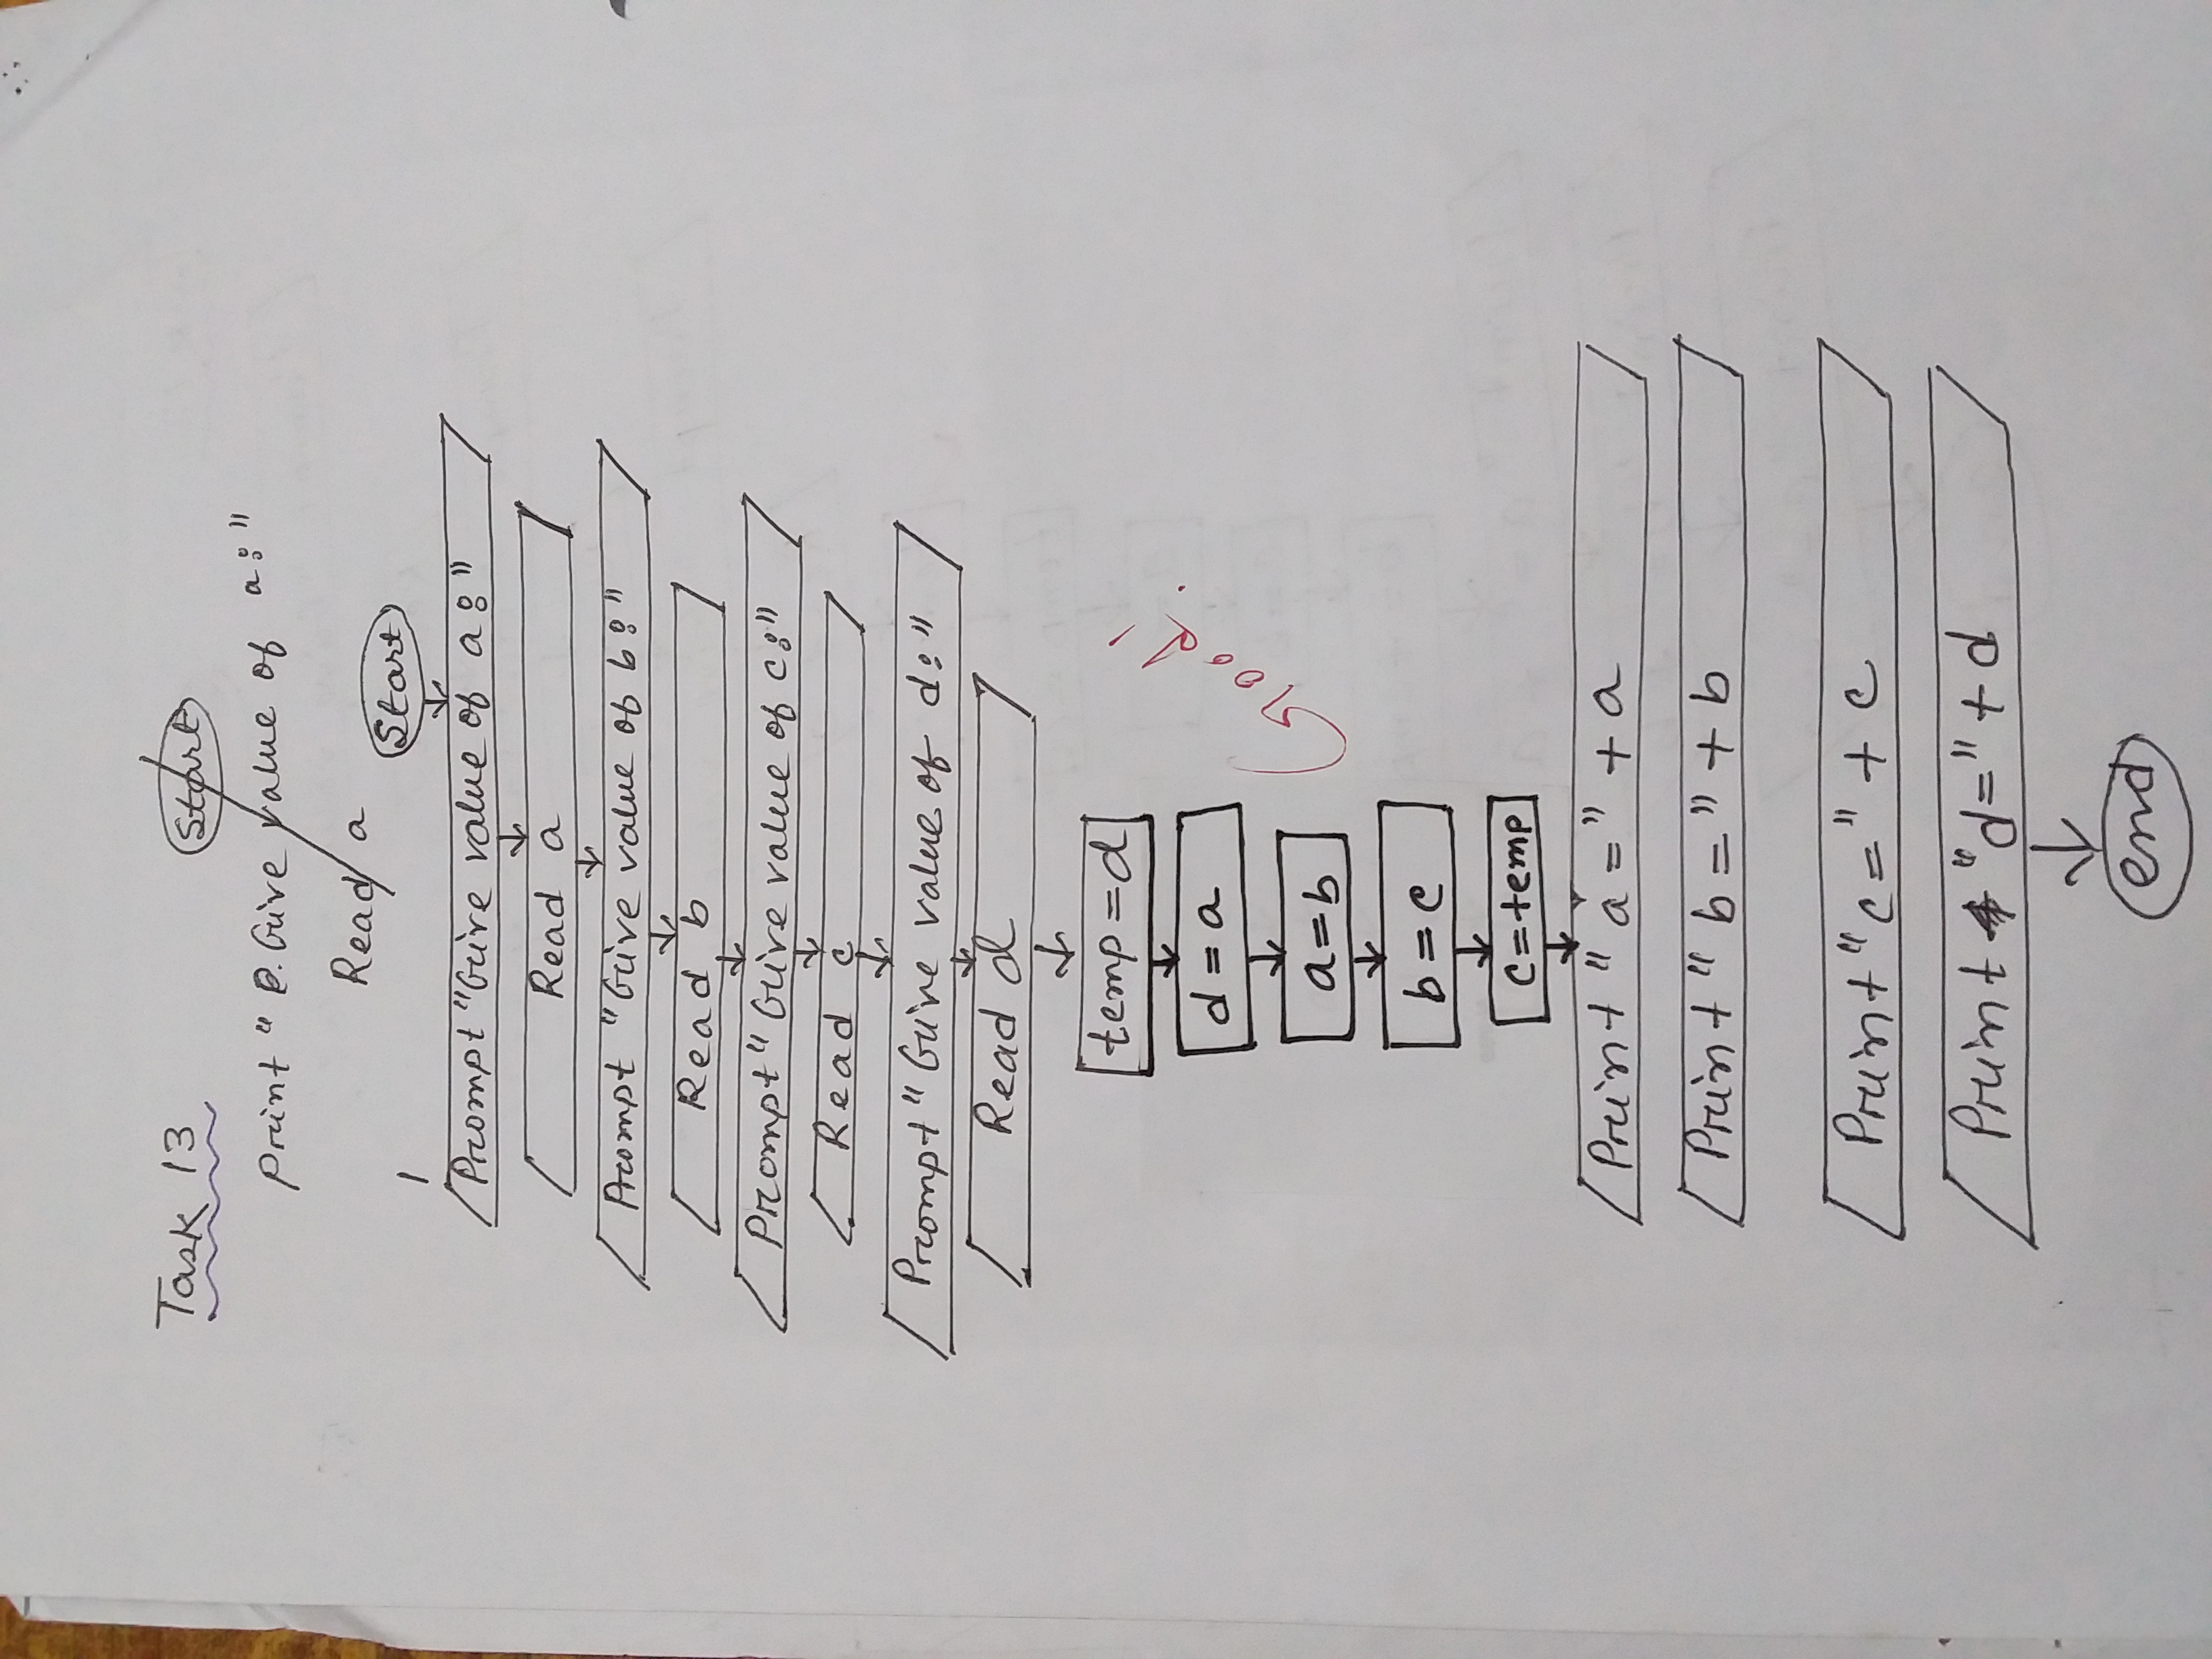 Task 13
Start
Print " Give value of a:"
Read a
Start
Prompt "Give value of a:"
Read a
Prompt "Give value of b:"
Read b
Prompt "Give value of c:"
Read c
Prompt "Give value of d:"
Read d
temp = d
d = a
Good!
a = b
b = c
c = temp
Print "a =" + a
Print "b =" + b
Print "c =" + c
Print "d=" + d
end